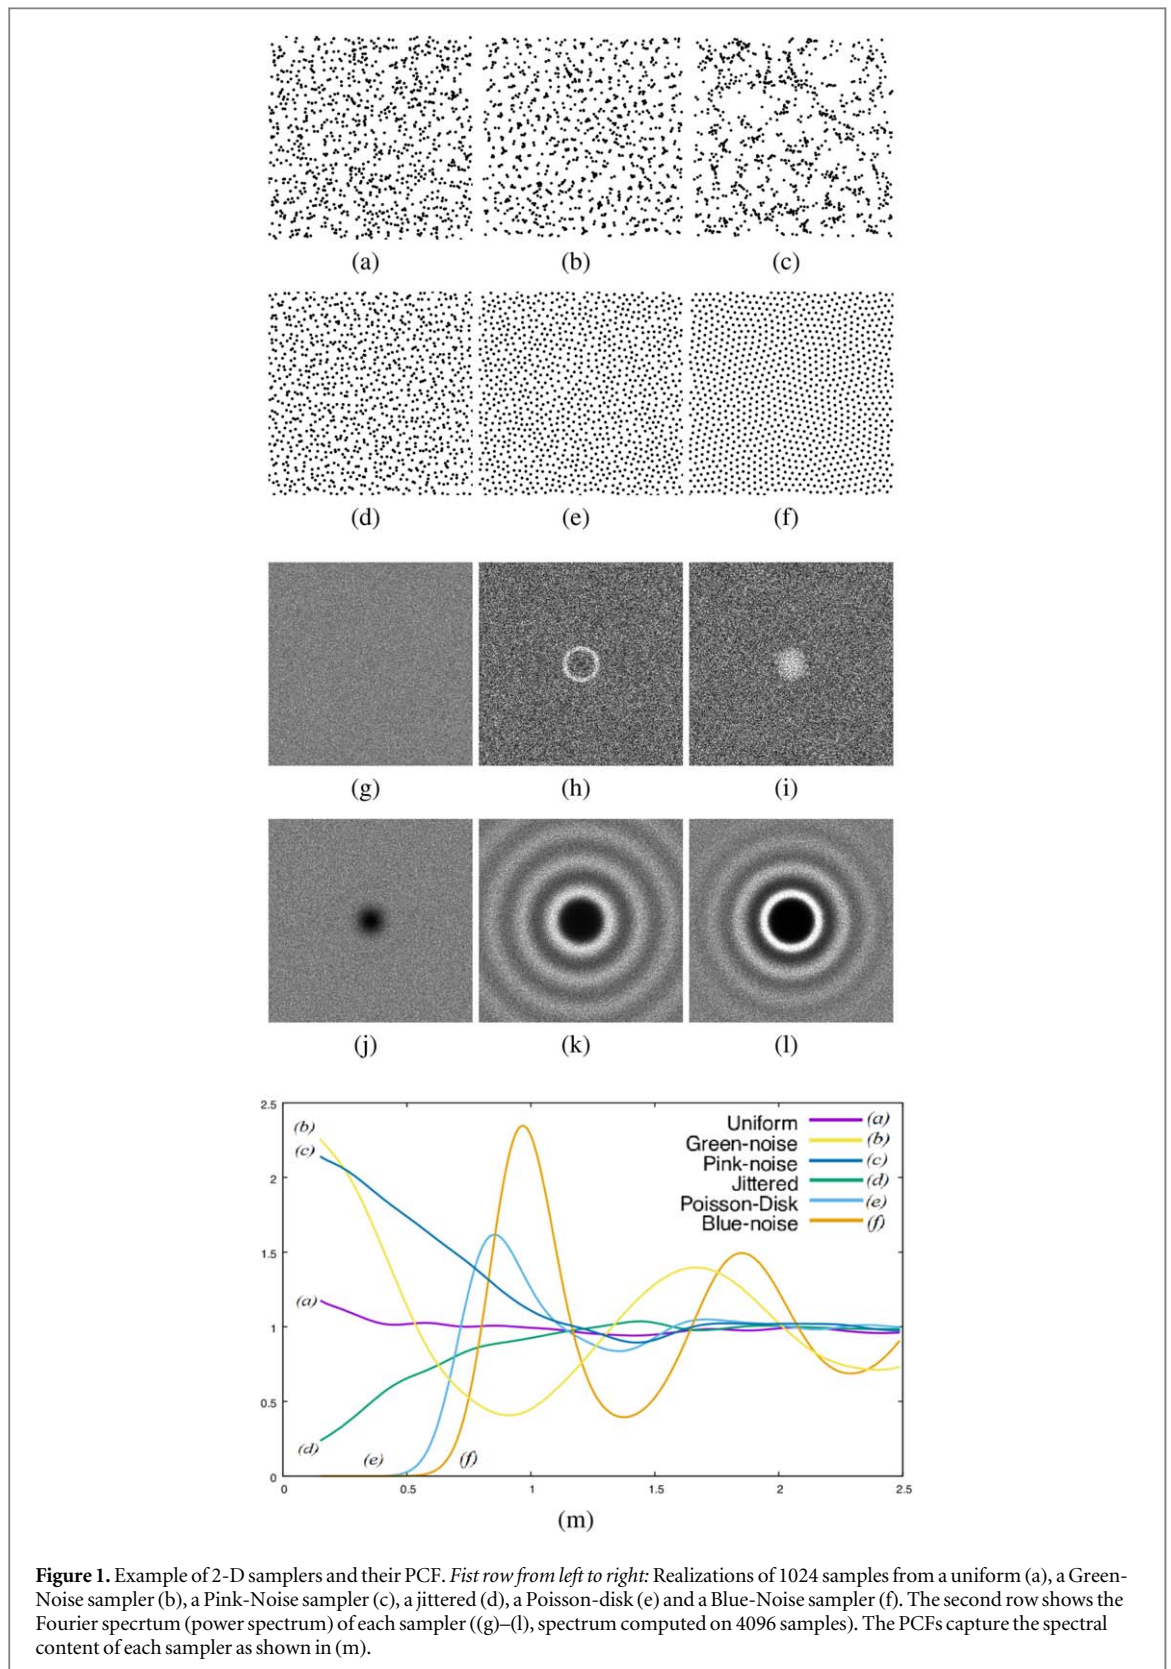 (a) (b) (c)
(d) (e) (f)
(g) (h) (i)
(j) (k) (l)
2.5
2
1.5
1
0.5
0
(b)
(c)
(a)
(d)
(e)
(f)
Uniform (a)
Green-noise (b)
Pink-noise (c)
Jittered (d)
Poisson-Disk (e)
Blue-noise (f)
0 0.5 1 1.5 2 2.5
(m)
Figure 1. Example of 2-D samplers and their PCF. Fist row from left to right: Realizations of 1024 samples from a uniform (a), a Green-
Noise sampler (b), a Pink-Noise sampler (c), a jittered (d), a Poisson-disk (e) and a Blue-Noise sampler (f). The second row shows the
Fourier specrtum (power spectrum) of each sampler ((g)–(l), spectrum computed on 4096 samples). The PCFs capture the spectral
content of each sampler as shown in (m).